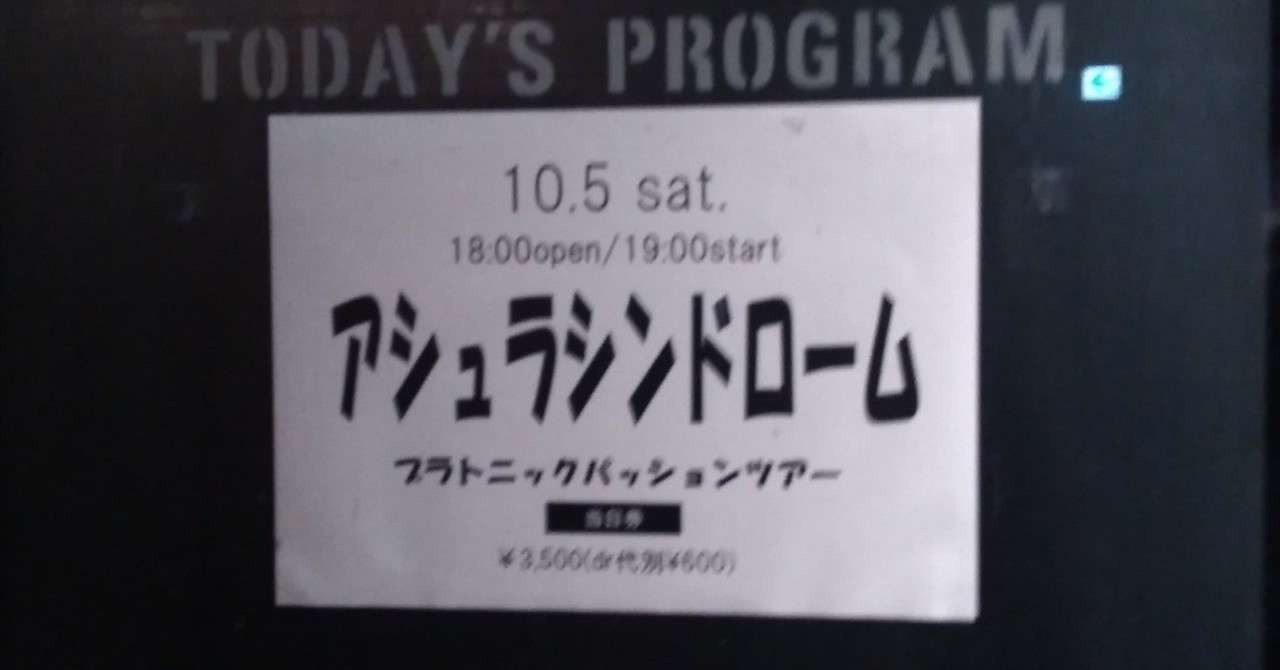 TODAY'S PROGRAM
10.5 sat.
18:00open/19:00start
アシュラシンドローム
プラトニックパッションツアー
当日券
¥3,500(dr代別¥600)